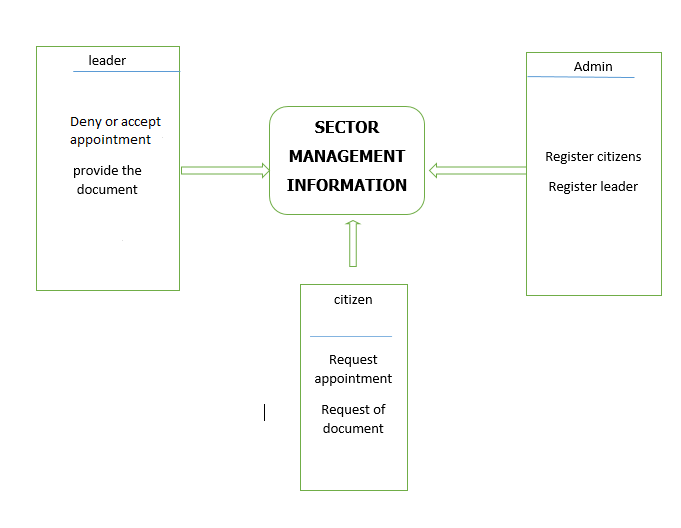 leader
Deny or accept
appointment
provide the
document
SECTOR
MANAGEMENT
INFORMATION
Admin
Register citizens
Register leader
citizen
Request
appointment
Request of
document